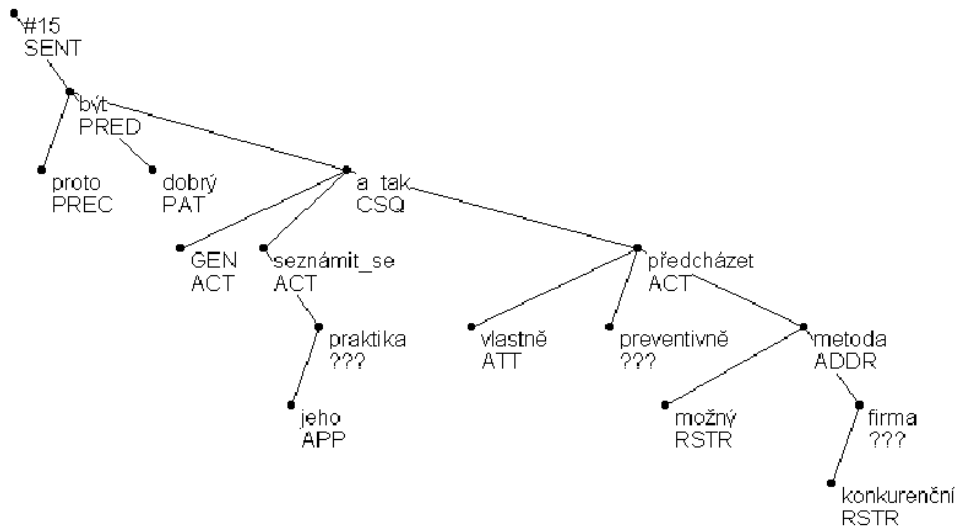 #15
SENT
být
PRED
proto
PREC
dobrý
PAT
a tak
CSQ
GEN
ACT
seznámit_se
ACT
předcházet
ACT
praktika
???
vlastně
ATT
preventivně
???
metoda
ADDR
jeho
APP
možný
RSTR
firma
???
konkurenční
RSTR